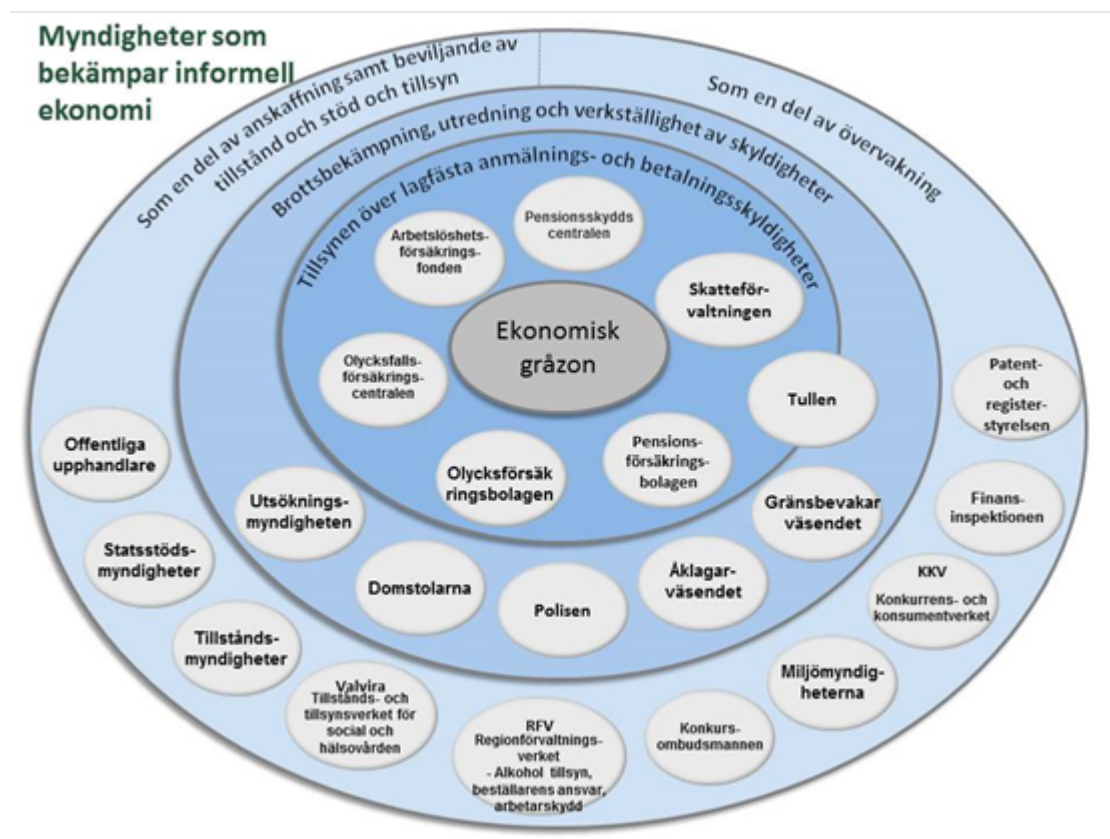 Myndigheter som
bekämpar informell
ekonomi
Som en del av anskaffning samt beviljande av
tillstånd och stöd och tillsyn
Som en del av övervakning
Brottsbekämpning, utredning och verkställighet av skyldigheter
Tillsynen över lagfästa anmälnings- och betalningsskyldigheter
Pensionsskydds
centralen
Arbetslöshets-
försäkrings-
fonden
Skatteför-
valtningen
Ekonomisk
gråzon
Olycksfalls-
försäkrings-
centralen
Tullen
Patent-
och
register-
styrelsen
Offentliga
upphandlare
Olycksförsäk
ringsbolagen
Pensions-
försäkrings-
bolagen
Utsöknings-
myndigheten
Gränsbevakar
väsendet
Finans-
inspektionen
Statsstöds-
myndigheter
Domstolarna
Polisen
Åklagar-
väsendet
KKV
Konkurrens- och
konsumentverket
Tillstånds-
myndigheter
Miljömyndig-
heterna
Valvira
Tillstånds- och
tillsynsverket för
social och
hälsovården
RFV
Regionförvaltnings-
verket
- Alkohol tillsyn,
beställarens ansvar,
arbetarskydd
Konkurs-
ombudsmannen